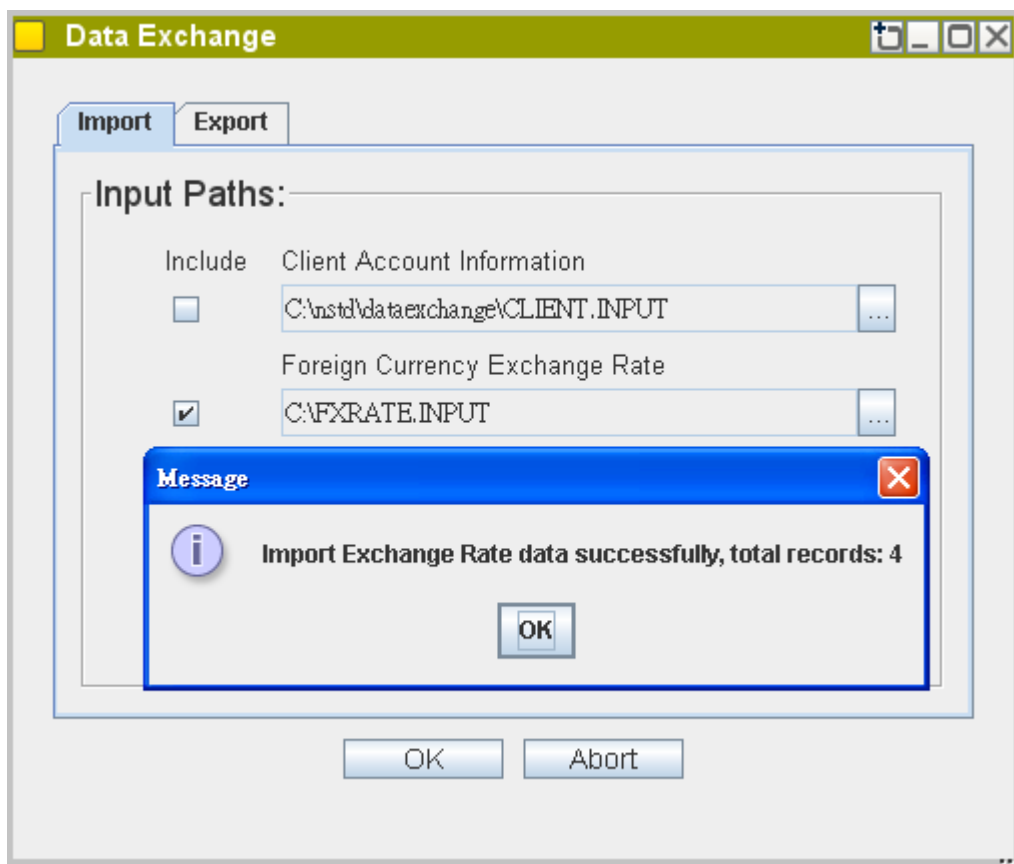 Data Exchange
Import Export
Input Paths:
Include Client Account Information
C:\nstd\dataexchange\CLIENT.INPUT ...
Foreign Currency Exchange Rate
C:\FXRATE.INPUT ...
Message
Import Exchange Rate data successfully, total records: 4
OK
OK Abort